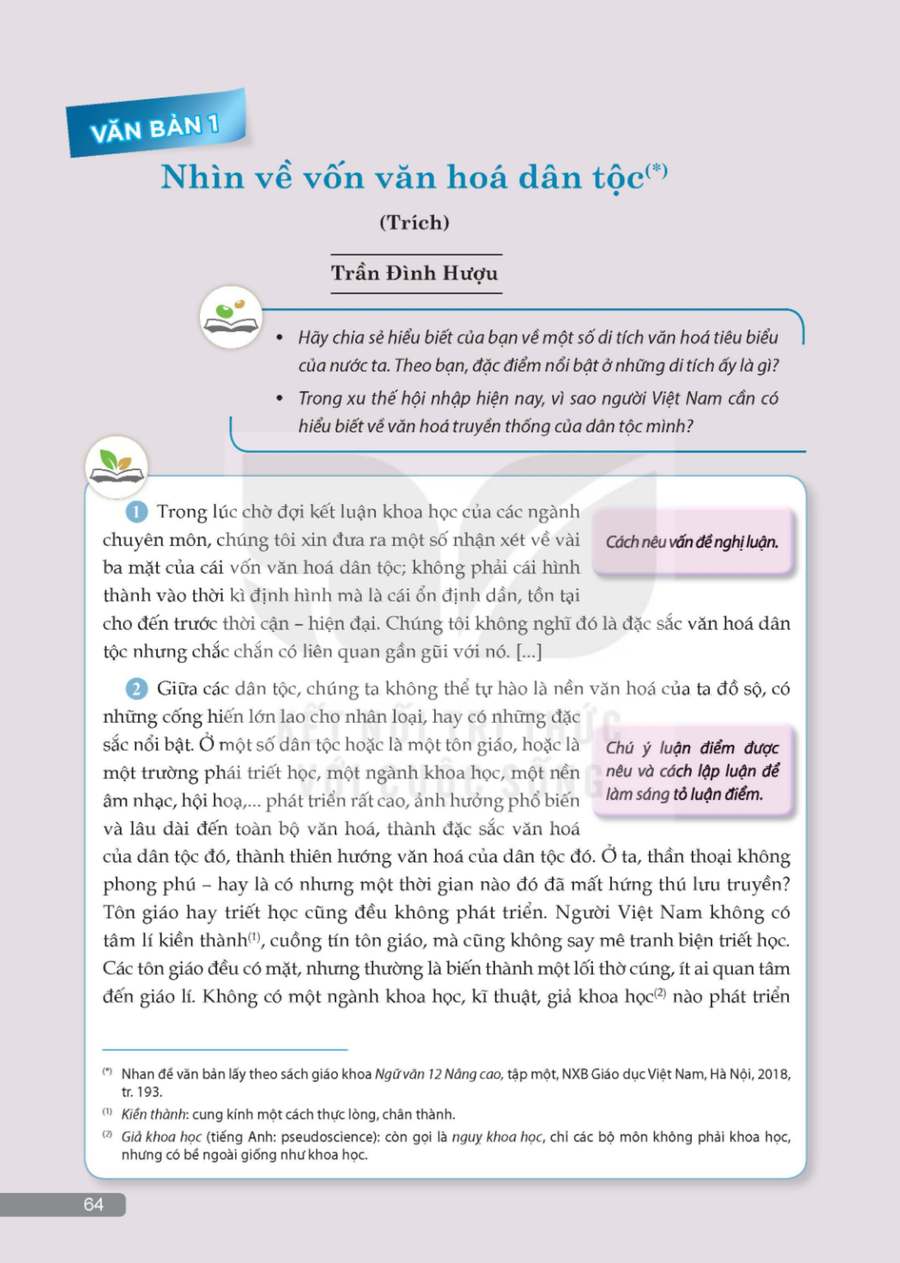 VĂN BẢN 1
Nhìn về vốn văn hoá dân tộc(*)
(Trích)
Trần Đình Hượu
• Hãy chia sẻ hiểu biết của bạn về một số di tích văn hoá tiêu biểu
của nước ta. Theo bạn, đặc điểm nổi bật ở những di tích ấy là gì?
• Trong xu thế hội nhập hiện nay, vì sao người Việt Nam cần có
hiểu biết về văn hoá truyền thống của dân tộc mình?
1 Trong lúc chờ đợi kết luận khoa học của các ngành
chuyên môn, chúng tôi xin đưa ra một số nhận xét về vài
ba mặt của cái vốn văn hoá dân tộc; không phải cái hình
thành vào thời kì định hình mà là cái ổn định dần, tồn tại
cho đến trước thời cận – hiện đại. Chúng tôi không nghĩ đó là đặc sắc văn hoá dân
tộc nhưng chắc chắn có liên quan gần gũi với nó. [...]
Cách nêu vấn đề nghị luận.
2 Giữa các dân tộc, chúng ta không thể tự hào là nền văn hoá của ta đồ sộ, có
những cống hiến lớn lao cho nhân loại, hay có những đặc
sắc nổi bật. Ở một số dân tộc hoặc là một tôn giáo, hoặc là
một trường phái triết học, một ngành khoa học, một nền
âm nhạc, hội hoạ,... phát triển rất cao, ảnh hưởng phổ biến
và lâu dài đến toàn bộ văn hoá, thành đặc sắc văn hoá
của dân tộc đó, thành thiên hướng văn hoá của dân tộc đó. Ở ta, thần thoại không
phong phú – hay là có nhưng một thời gian nào đó đã mất hứng thú lưu truyền?
Tôn giáo hay triết học cũng đều không phát triển. Người Việt Nam không có
tâm lí kiền thành(1), cuồng tín tôn giáo, mà cũng không say mê tranh biện triết học.
Các tôn giáo đều có mặt, nhưng thường là biến thành một lối thờ cúng, ít ai quan tâm
đến giáo lí. Không có một ngành khoa học, kĩ thuật, giả khoa học(2) nào phát triển
Chú ý luận điểm được
nêu và cách lập luận để
làm sáng tỏ luận điểm.
KẾT NỐI TRI THỨC
VỚI CUỘC SỐNG
(*) Nhan đề văn bản lấy theo sách giáo khoa Ngữ văn 12 Nâng cao, tập một, NXB Giáo dục Việt Nam, Hà Nội, 2018,
tr. 193.
(1) Kiền thành: cung kính một cách thực lòng, chân thành.
(2) Giả khoa học (tiếng Anh: pseudoscience): còn gọi là nguỵ khoa học, chỉ các bộ môn không phải khoa học,
nhưng có bề ngoài giống như khoa học.
64